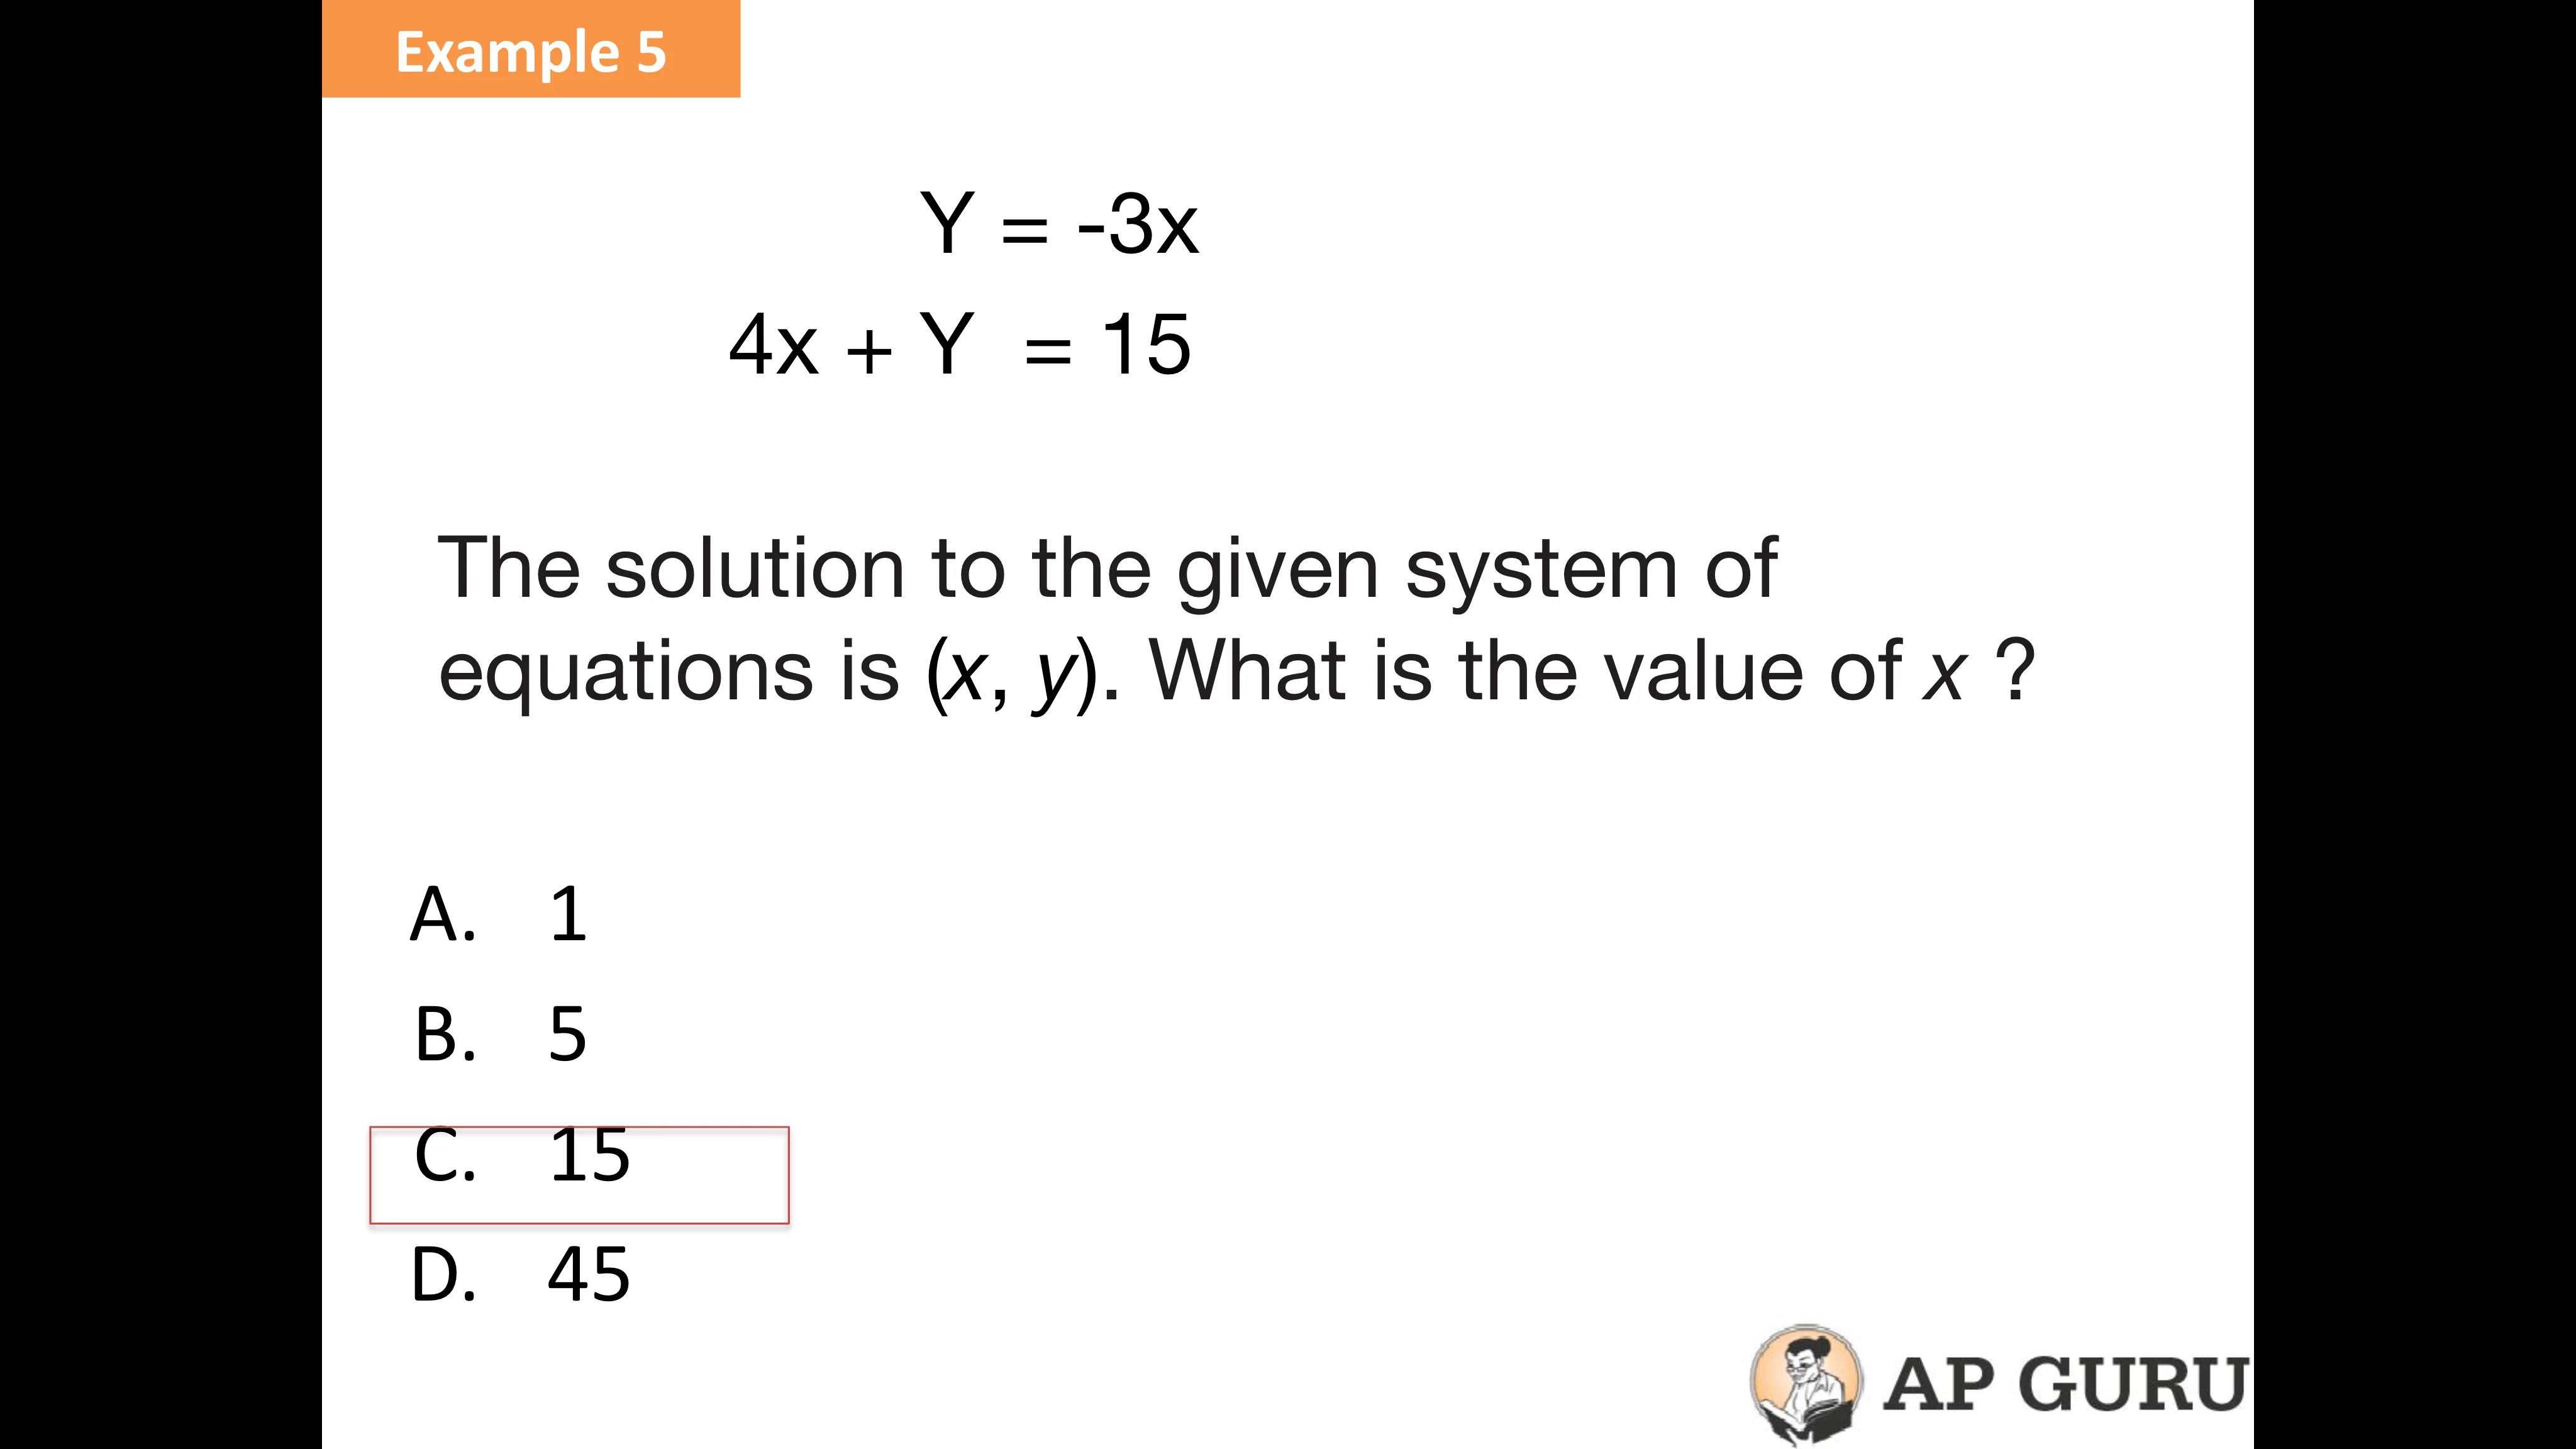 Example 5
Y = -3x
4x + Y = 15
The solution to the given system of
equations is (x, y). What is the value of x ?
A. 1
B. 5
C. 15
D. 45
AP GURU